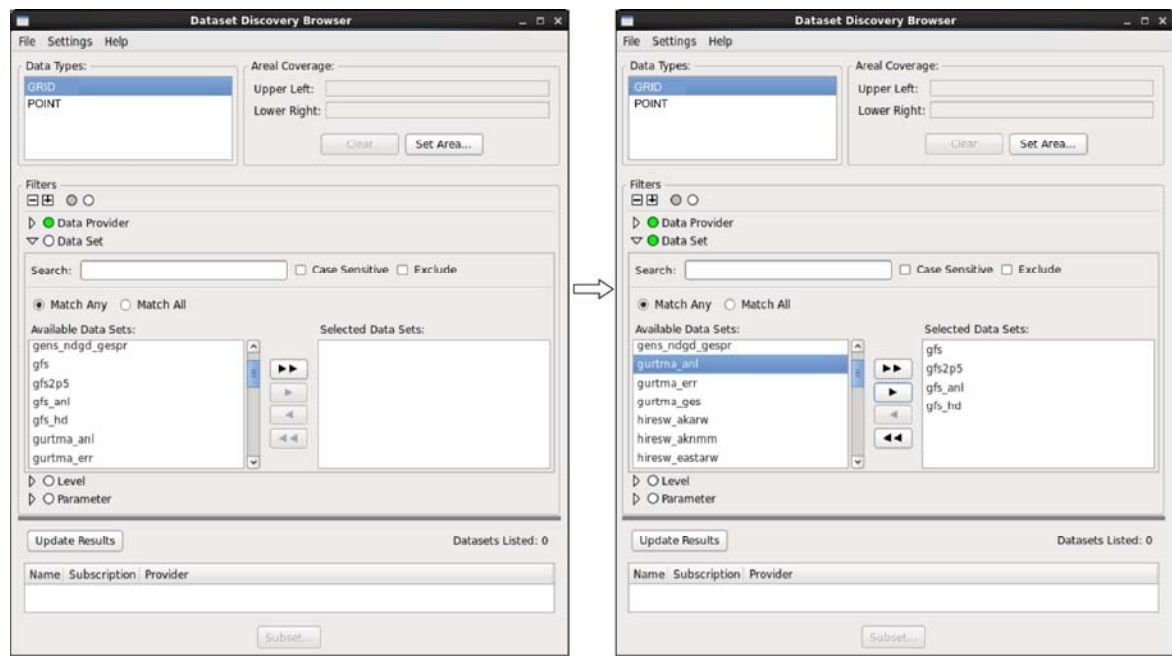 Dataset Discovery Browser
File Settings Help
Data Types:
GRID
POINT
Areal Coverage:
Upper Left:
Lower Right:
Clear Set Area...
Filters
Data Provider
Data Set
Search: Case Sensitive Exclude
Match Any Match All
Available Data Sets:
gens_ndgd_gespr
gfs
gfs2p5
gfs_anl
gfs_hd
gurtma_anl
gurtma_err
Selected Data Sets:
Level
Parameter
Update Results Datasets Listed: 0
Name Subscription Provider
Subset...
Dataset Discovery Browser
File Settings Help
Data Types:
GRID
POINT
Areal Coverage:
Upper Left:
Lower Right:
Clear Set Area...
Filters
Data Provider
Data Set
Search: Case Sensitive Exclude
Match Any Match All
Available Data Sets:
gens_ndgd_gespr
gurtma_anl
gurtma_err
gurtma_ges
hiresw_akarw
hiresw_aknmm
hiresw_eastarw
Selected Data Sets:
gfs
gfs2p5
gfs_anl
gfs_hd
Level
Parameter
Update Results Datasets Listed: 0
Name Subscription Provider
Subset...